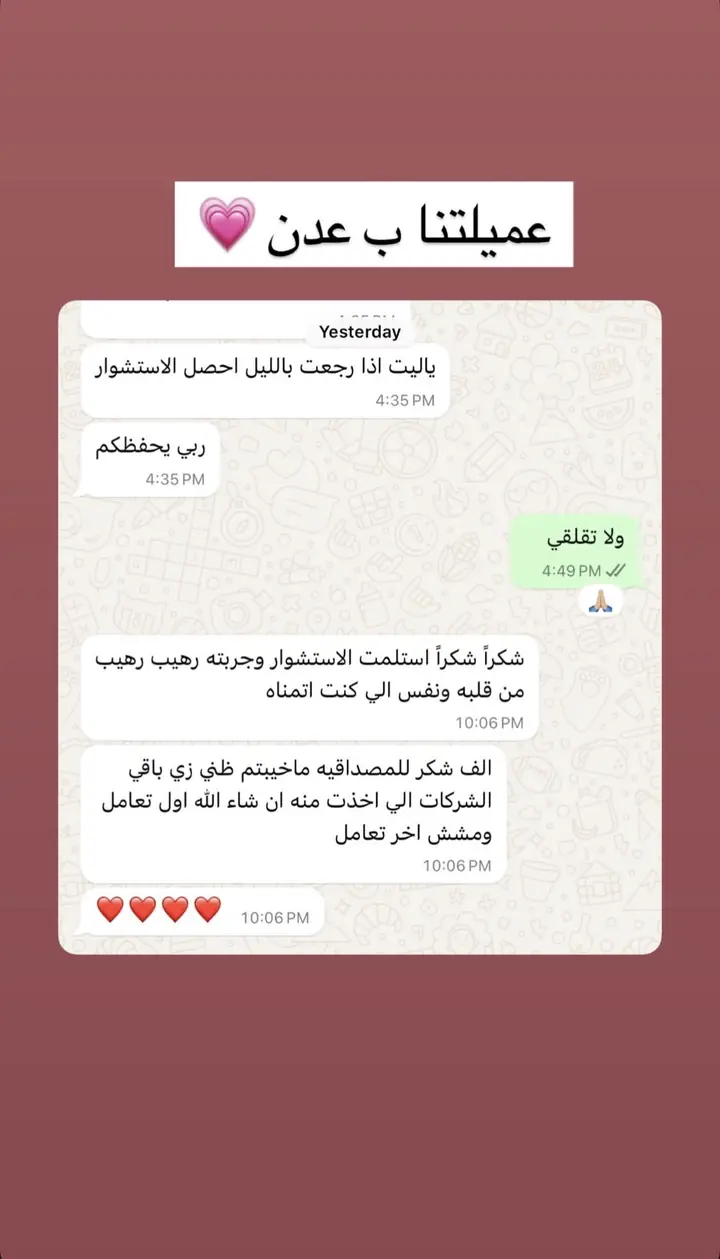 عميلتنا ب عدن 💗
Yesterday
ياليت اذا رجعت بالليل احصل الاستشوار
4:35 PM
ربي يحفظكم
4:35 PM
ولا تقلقي
4:49 PM
🙏🏼
شكراً شكراً استلمت الاستشوار وجربته رهيب رهيب
من قلبه ونفس الي كنت اتمناه
10:06 PM
الف شكر للمصداقيه ماخيبتم ظني زي باقي
الشركات الي اخذت منه ان شاء الله اول تعامل
ومشش اخر تعامل
10:06 PM
❤️❤️❤️❤️ 10:06 PM